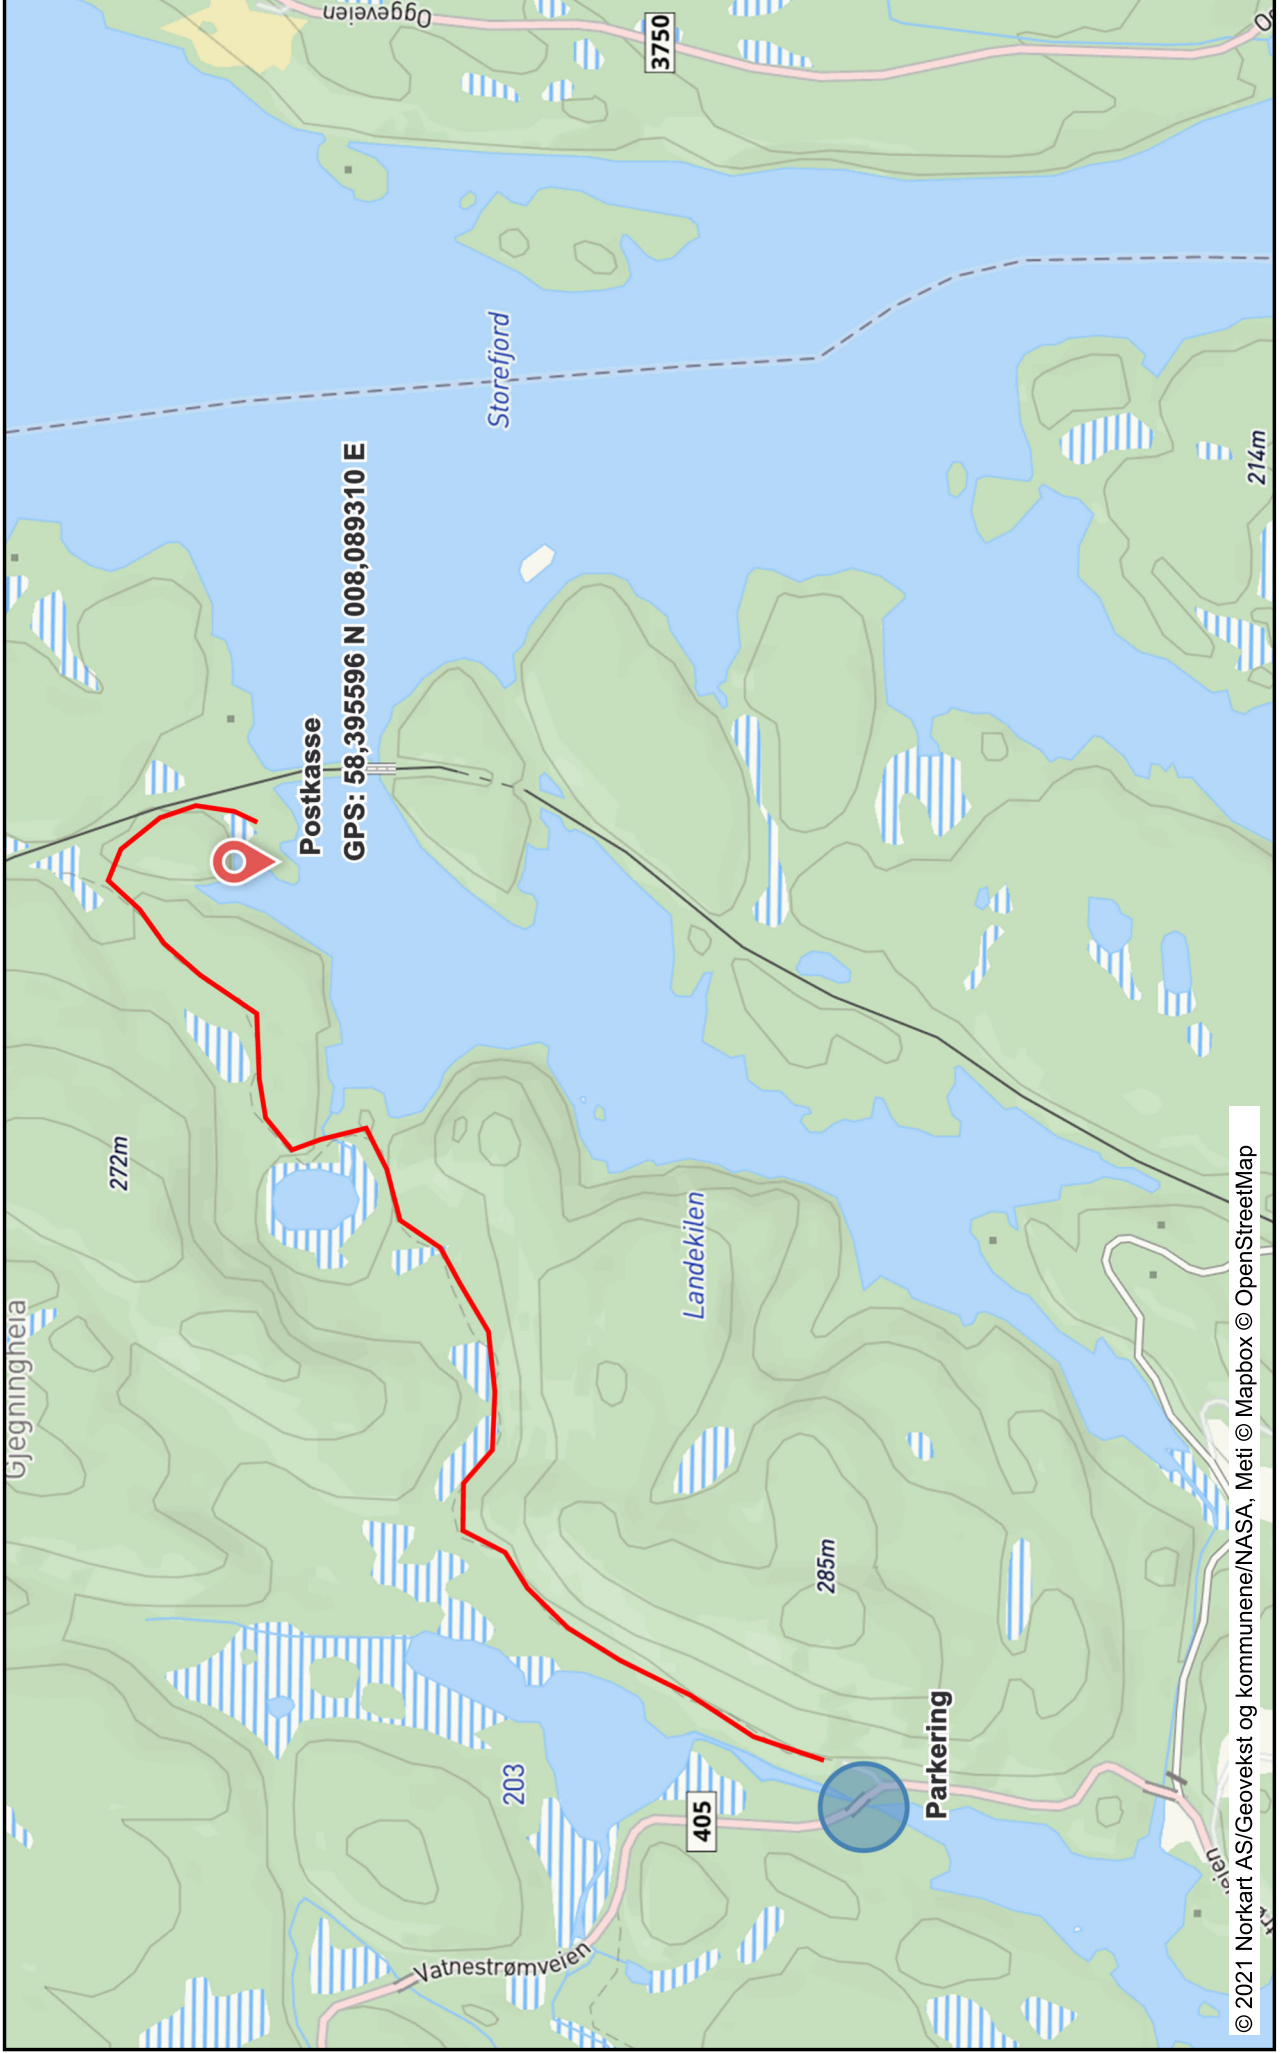 Gjegningheia
272m
Postkasse
GPS: 58,395596 N 008,089310 E
Oggeveien
Storefjord
3750
203
Vatnestrømveien
405
Landekilen
285m
Parkering
214m
© 2021 Norkart AS/Geovekst og kommunene/NASA, Meti © Mapbox © OpenStreetMap